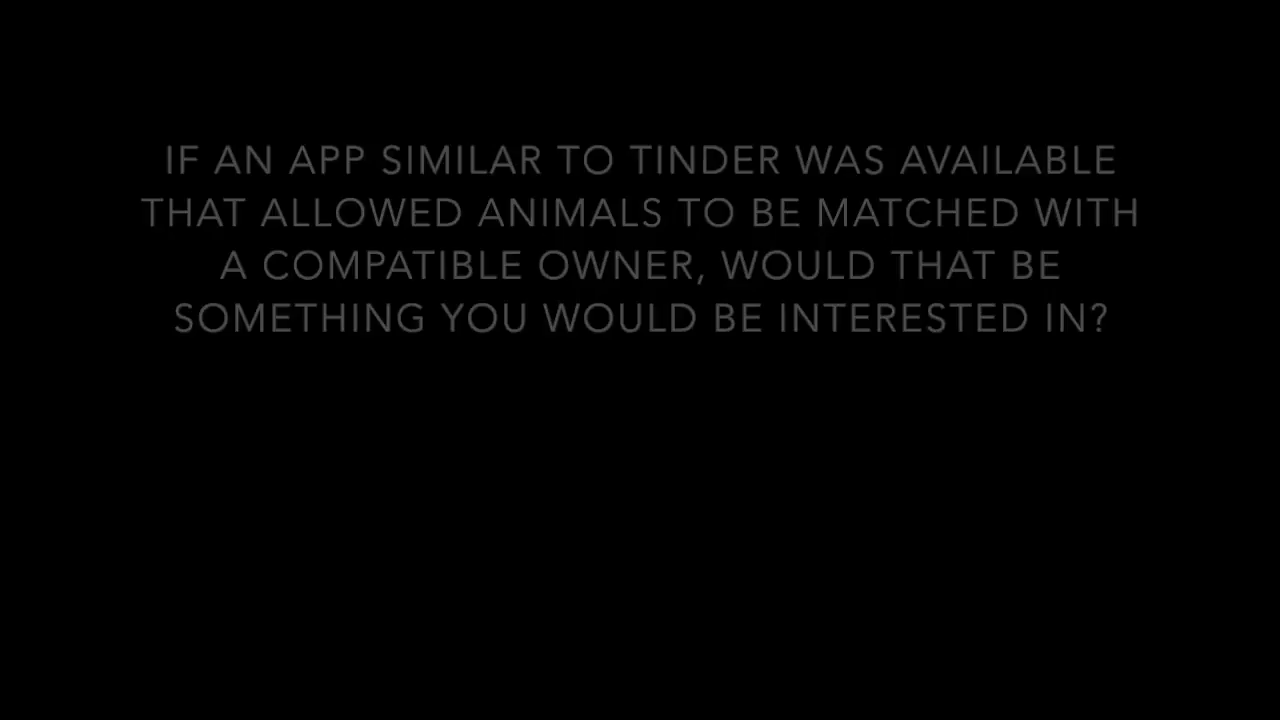 IF AN APP SIMILAR TO TINDER WAS AVAILABLE
THAT ALLOWED ANIMALS TO BE MATCHED WITH
A COMPATIBLE OWNER, WOULD THAT BE
SOMETHING YOU WOULD BE INTERESTED IN?